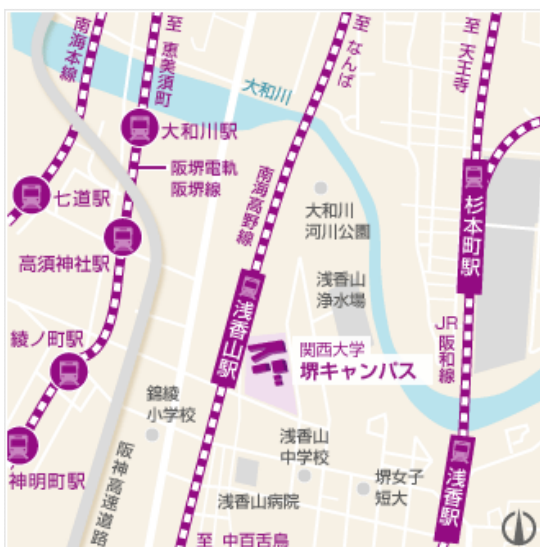 南海本線
至 恵美須町
至 なんば
至 天王寺
大和川
大和川駅
阪堺電軌
阪堺線
七道駅
南海高野線
大和川
河川公園
杉本町駅
高須神社駅
浅香山
浄水場
浅香山駅
JR阪和線
綾ノ町駅
関西大学
堺キャンパス
錦綾
小学校
浅香山
中学校
神明町駅
阪神高速道路
浅香山病院
堺女子
短大
浅香駅
至 中百舌鳥